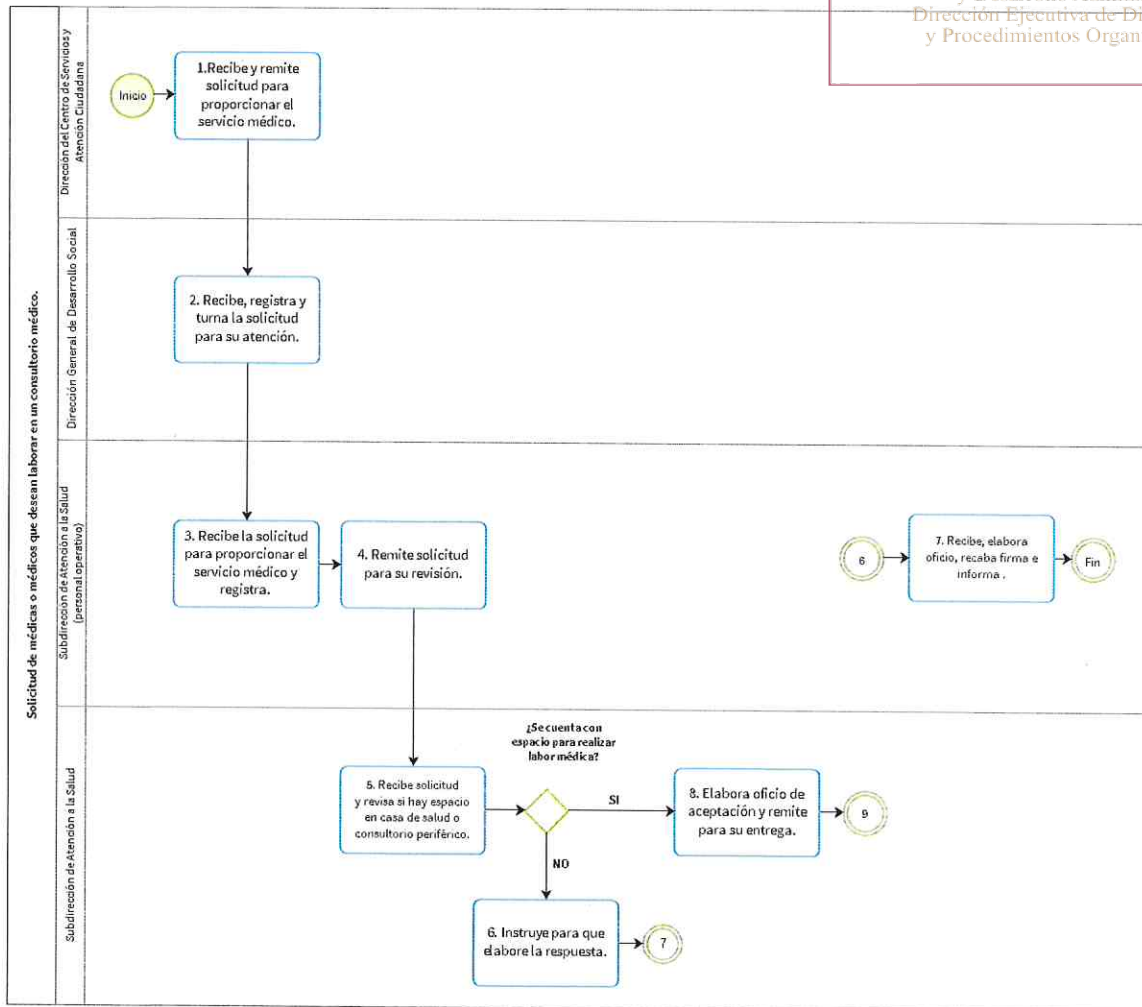 Dirección Ejecutiva de Di
y Procedimientos Organ
Solicitud de médicas o médicos que desean laborar en un consultorio médico.
Dirección del Centro de Servicios y
Atención Ciudadana
Inicio
1.Recibe y remite
solicitud para
proporcionar el
servicio médico.
Dirección General de Desarrollo Social
2. Recibe, registra y
turna la solicitud
para su atención.
Subdirección de Atención a la Salud
(personal operativo)
3. Recibe la solicitud
para proporcionar el
servicio médico y
registra.
4. Remite solicitud
para su revisión.
6
7. Recibe, elabora
oficio, recaba firma e
informa .
Fin
Subdirección de Atención a la Salud
5. Recibe solicitud
y revisa si hay espacio
en casa de salud o
consultorio periférico.
¿Se cuenta con
espacio para realizar
labor médica?
SI
8. Elabora oficio de
aceptación y remite
para su entrega.
9
NO
6. Instruye para que
elabore la respuesta.
7